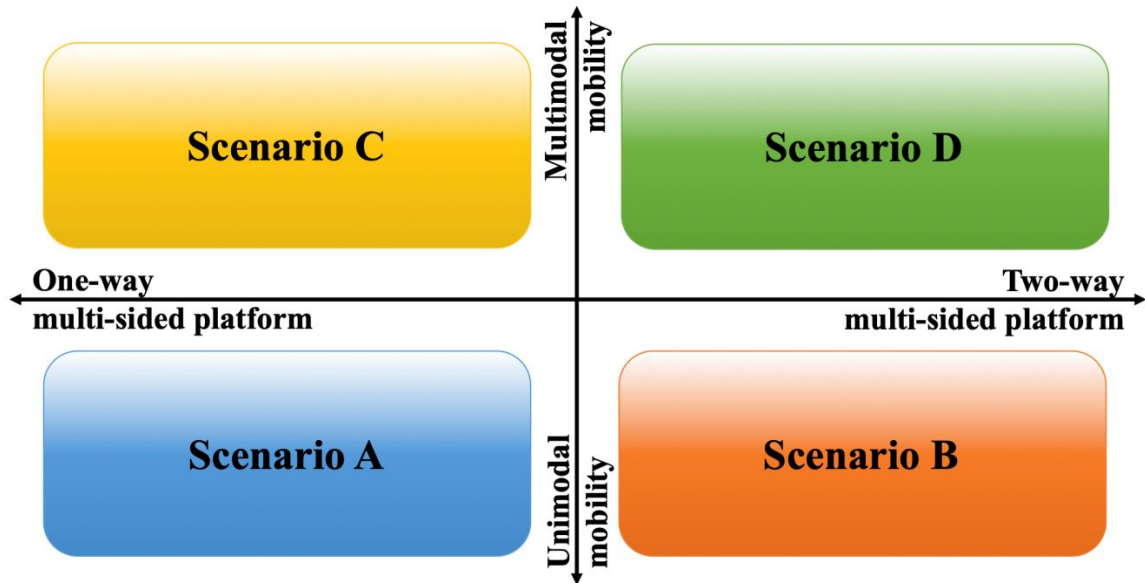 Multimodal
mobility
Scenario C
Scenario D
One-way
multi-sided platform
Two-way
multi-sided platform
Scenario A
Scenario B
Unimodal
mobility